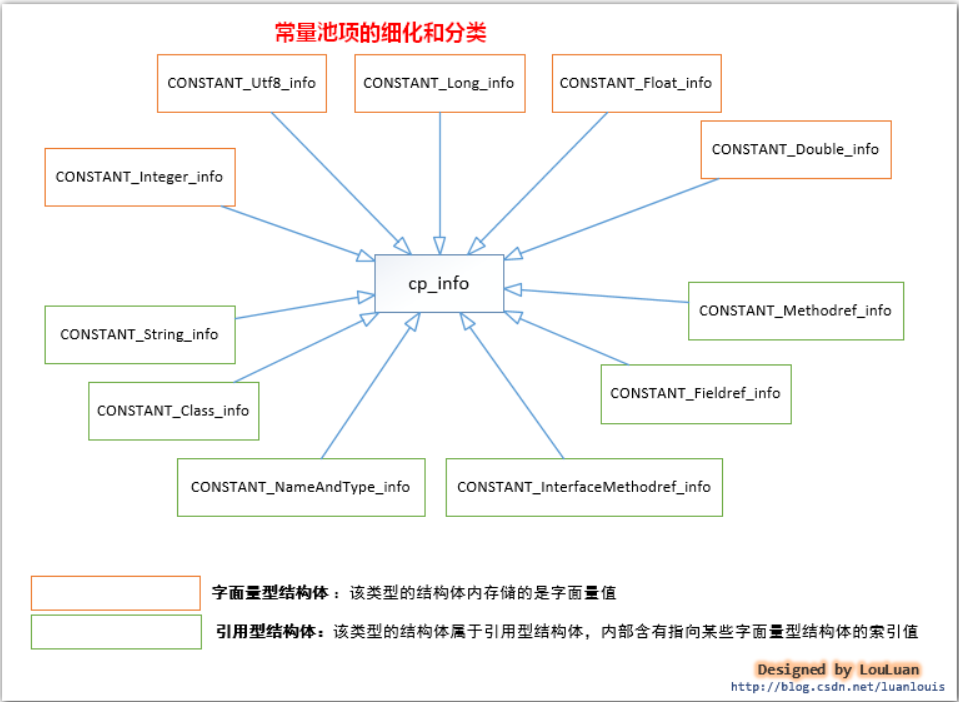 常量池项的细化和分类
CONSTANT_Utf8_info
CONSTANT_Long_info
CONSTANT_Float_info
CONSTANT_Double_info
CONSTANT_Integer_info
cp_info
CONSTANT_Methodref_info
CONSTANT_String_info
CONSTANT_Fieldref_info
CONSTANT_Class_info
CONSTANT_NameAndType_info
CONSTANT_InterfaceMethodref_info
字面量型结构体：该类型的结构体内存储的是字面量值
引用型结构体：该类型的结构体属于引用型结构体，内部含有指向某些字面量型结构体的索引值
Designed by LouLuan
http://blog.csdn.net/luanlouis